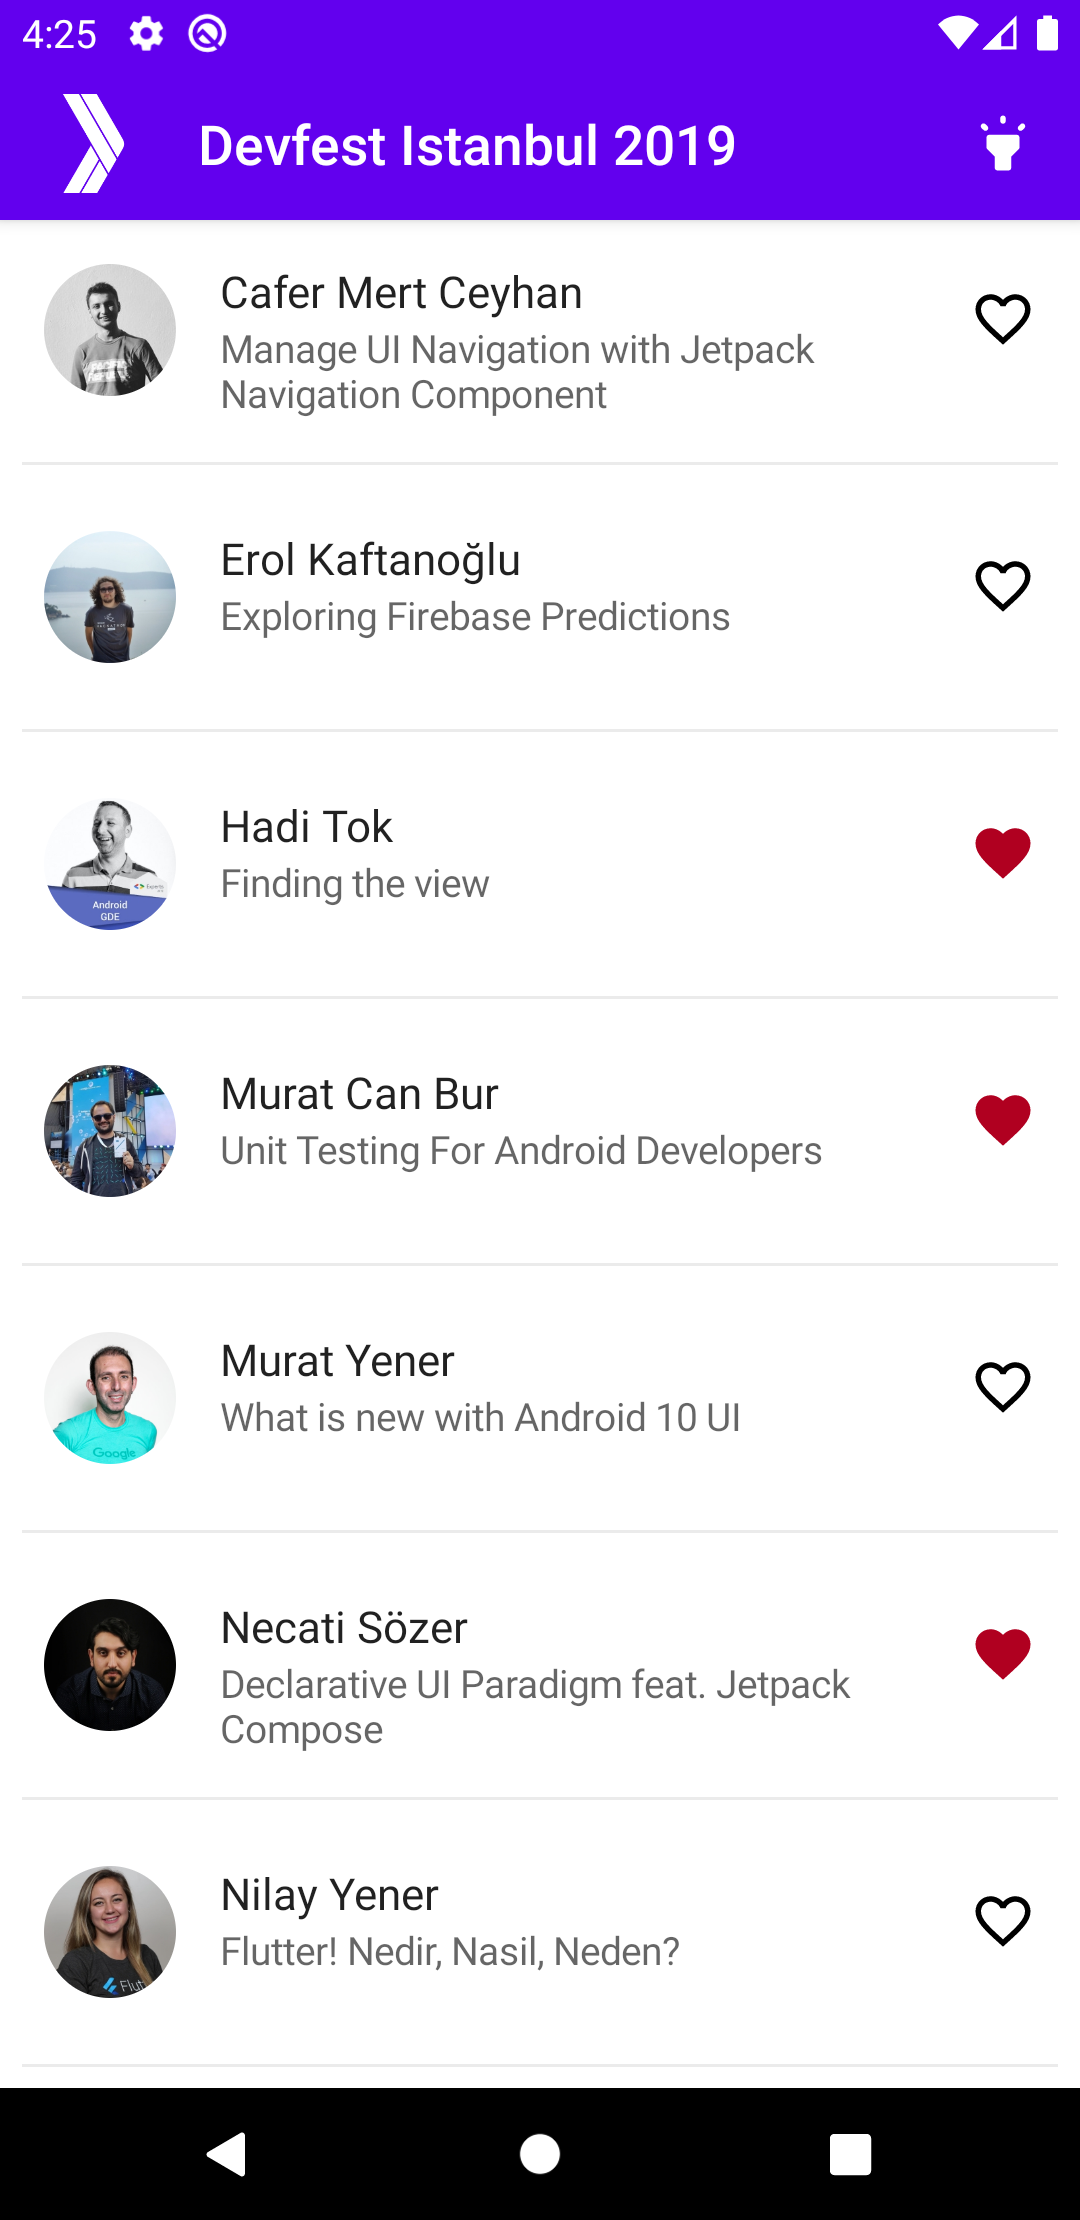 4:25
Devfest Istanbul 2019
Cafer Mert Ceyhan
Manage UI Navigation with Jetpack
Navigation Component
Erol Kaftanoğlu
Exploring Firebase Predictions
Hadi Tok
Finding the view
Experts
Android
GDE
Murat Can Bur
Unit Testing For Android Developers
Murat Yener
What is new with Android 10 UI
Google
Necati Sözer
Declarative UI Paradigm feat. Jetpack
Compose
Nilay Yener
Flutter! Nedir, Nasil, Neden?
Flut